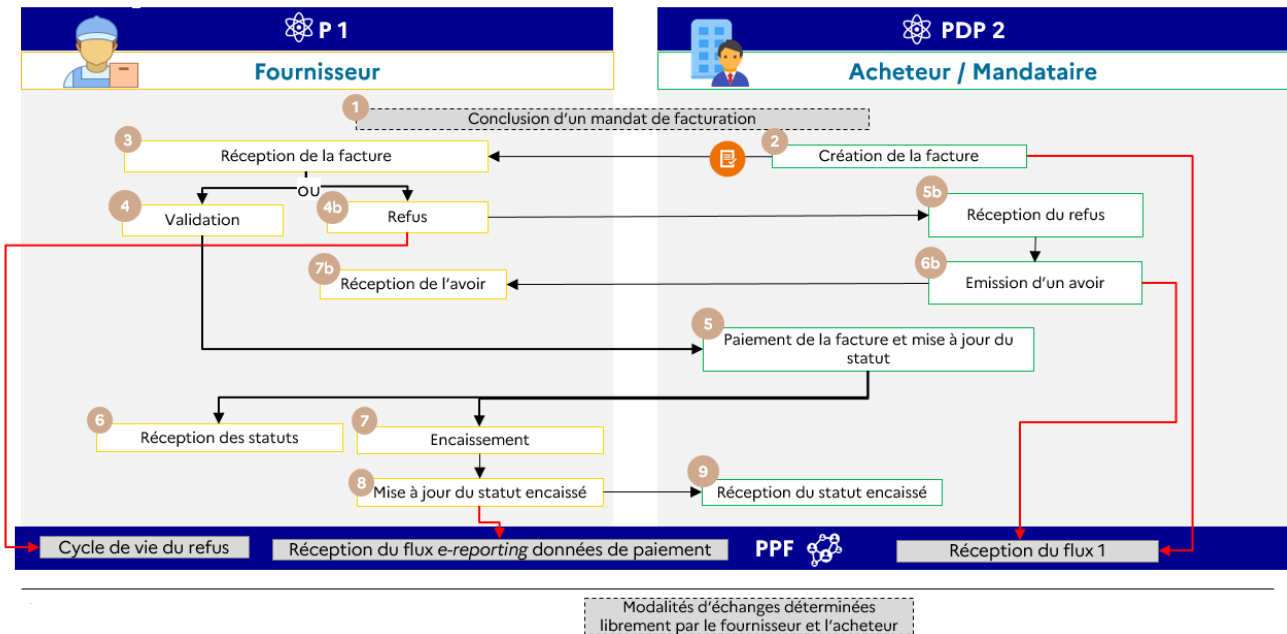 P 1
PDP 2
Fournisseur
Acheteur / Mandataire
1
Conclusion d'un mandat de facturation
3
Réception de la facture
2
Création de la facture
OU
4
Validation
4b
Refus
5b
Réception du refus
7b
Réception de l'avoir
6b
Emission d'un avoir
5
Paiement de la facture et mise à jour du
statut
6
Réception des statuts
7
Encaissement
8
Mise à jour du statut encaissé
9
Réception du statut encaissé
Cycle de vie du refus
Réception du flux e-reporting données de paiement
PPF
Réception du flux 1
Modalités d'échanges déterminées
librement par le fournisseur et l'acheteur